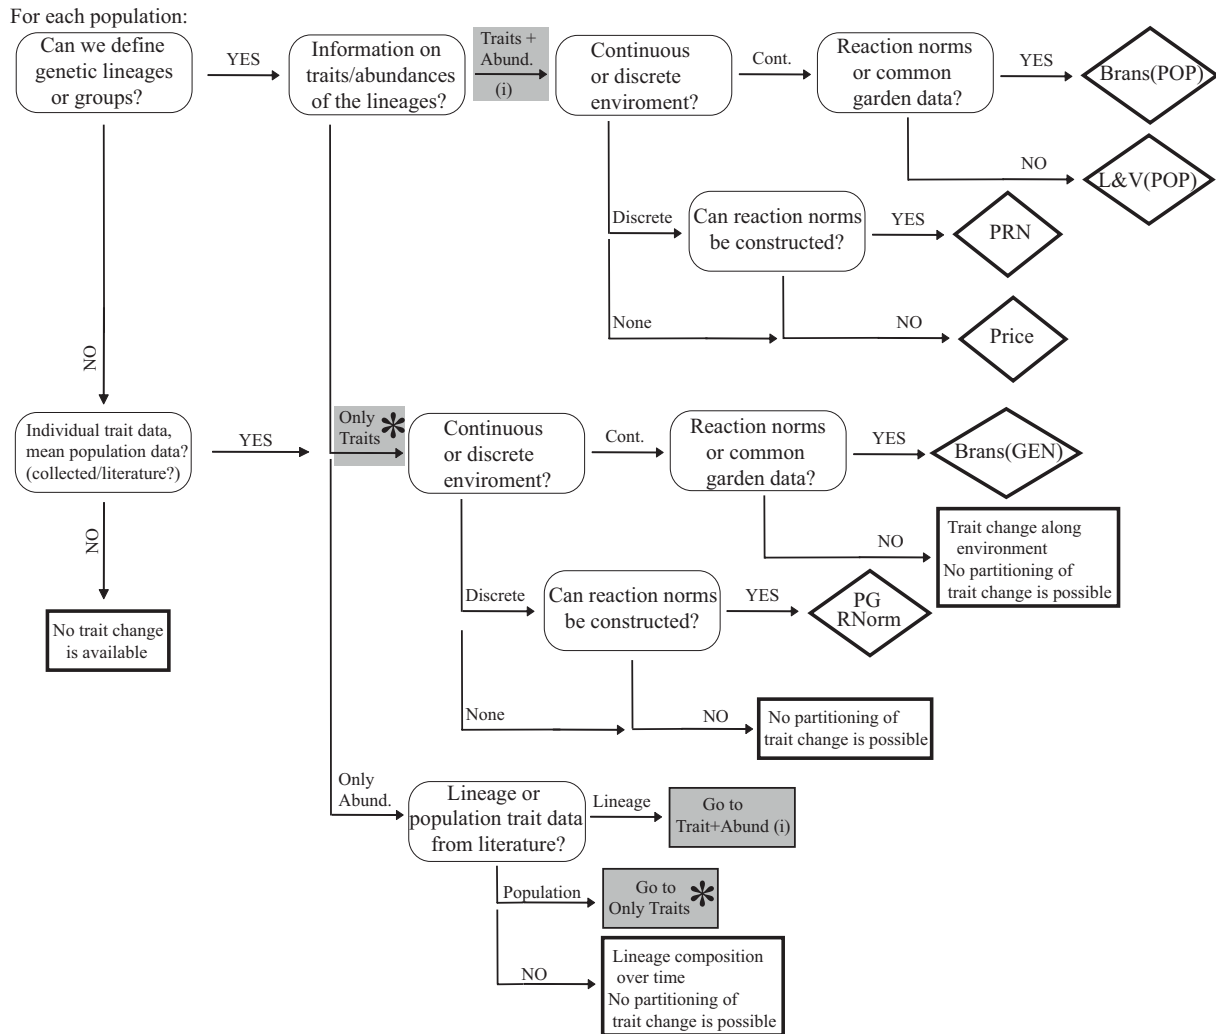 For each population:
Can we define
genetic lineages
or groups?
YES
Information on
traits/abundances
of the lineages?
Traits +
Abund.
(i)
Continuous
or discrete
enviroment?
Cont.
Reaction norms
or common
garden data?
YES
Brans(POP)
NO
L&V(POP)
Discrete
Can reaction norms
be constructed?
YES
PRN
None
NO
Price
NO
Individual trait data,
mean population data?
(collected/literature?)
YES
Only
Traits *
Continuous
or discrete
enviroment?
Cont.
Reaction norms
or common
garden data?
YES
Brans(GEN)
NO
Trait change along
environment
No partitioning of
trait change is possible
NO
No trait change
is available
Discrete
Can reaction norms
be constructed?
YES
PG
RNorm
None
NO
No partitioning of
trait change is possible
Only
Abund.
Lineage or
population trait data
from literature?
Lineage
Go to
Trait+Abund (i)
Population
Go to
Only Traits *
NO
Lineage composition
over time
No partitioning of
trait change is possible